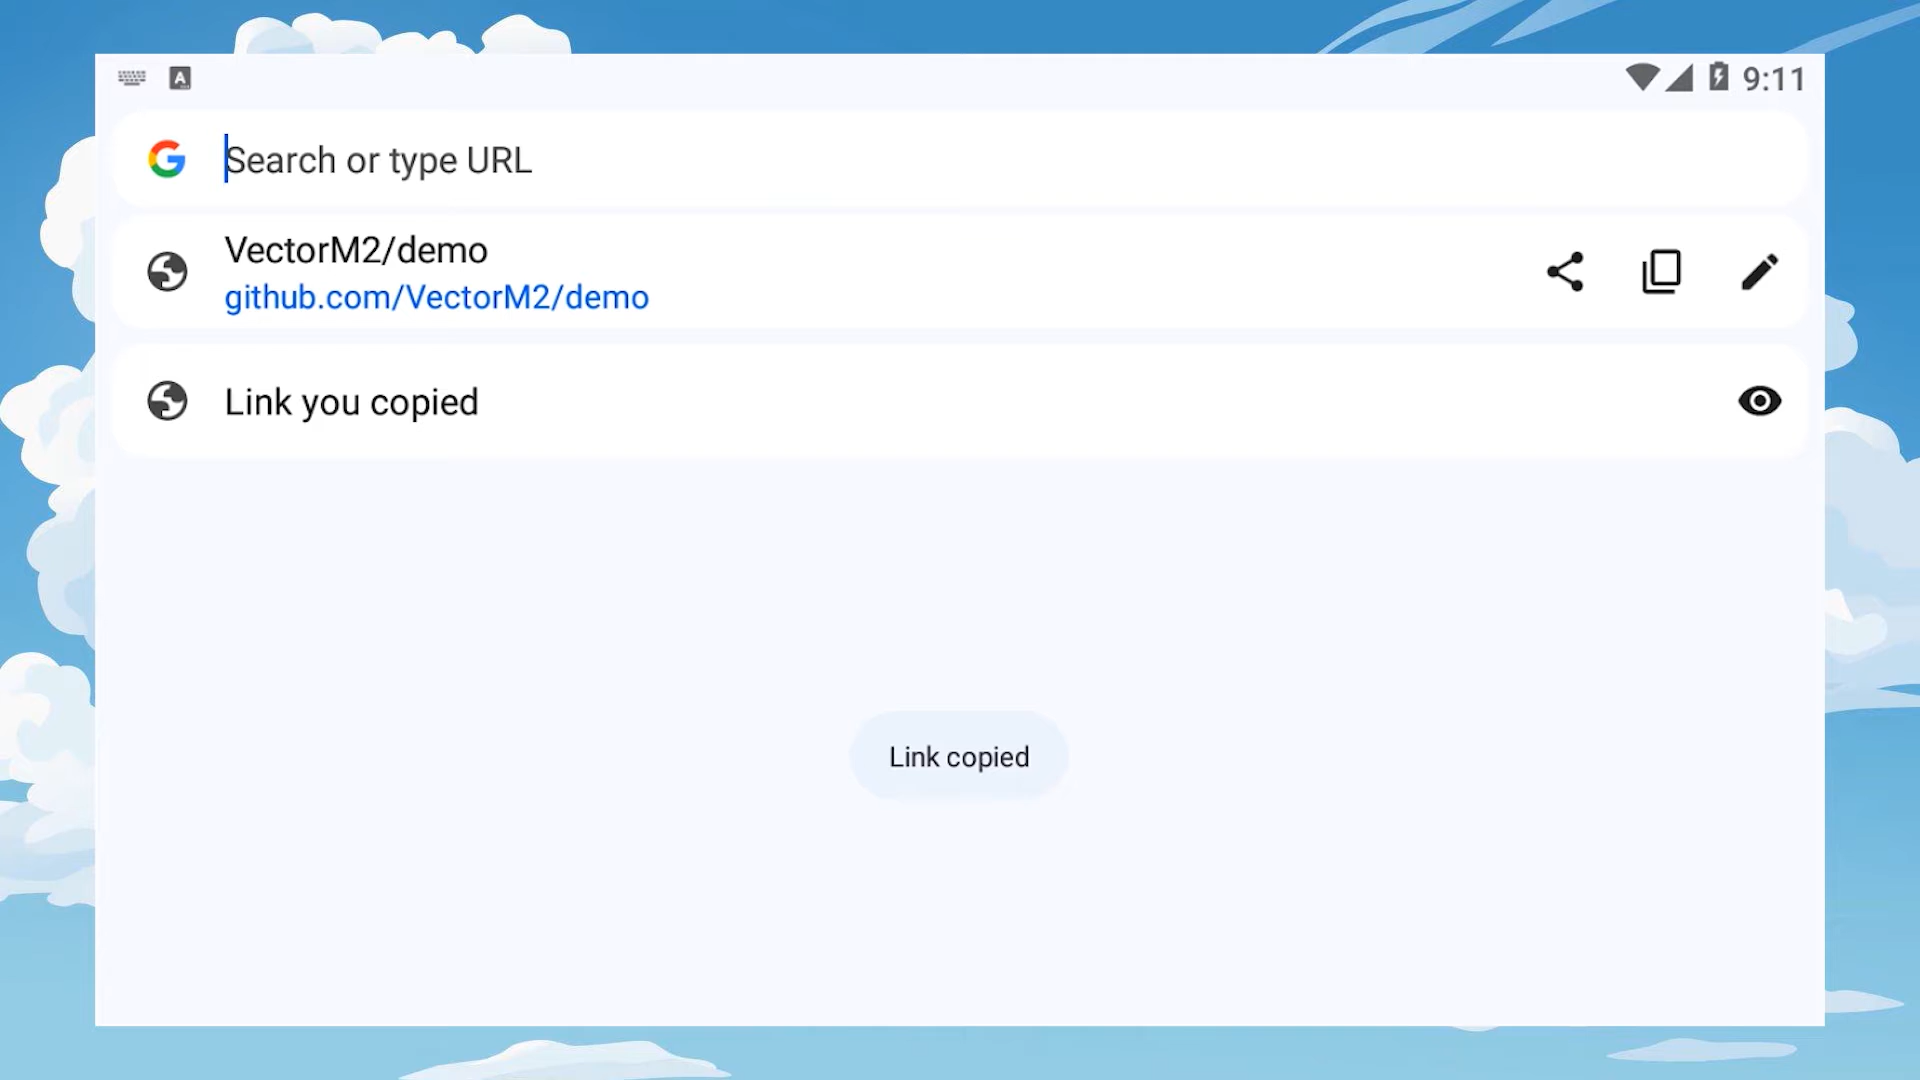 A
9:11
G
Search or type URL
VectorM2/demo
github.com/VectorM2/demo
Link you copied
Link copied